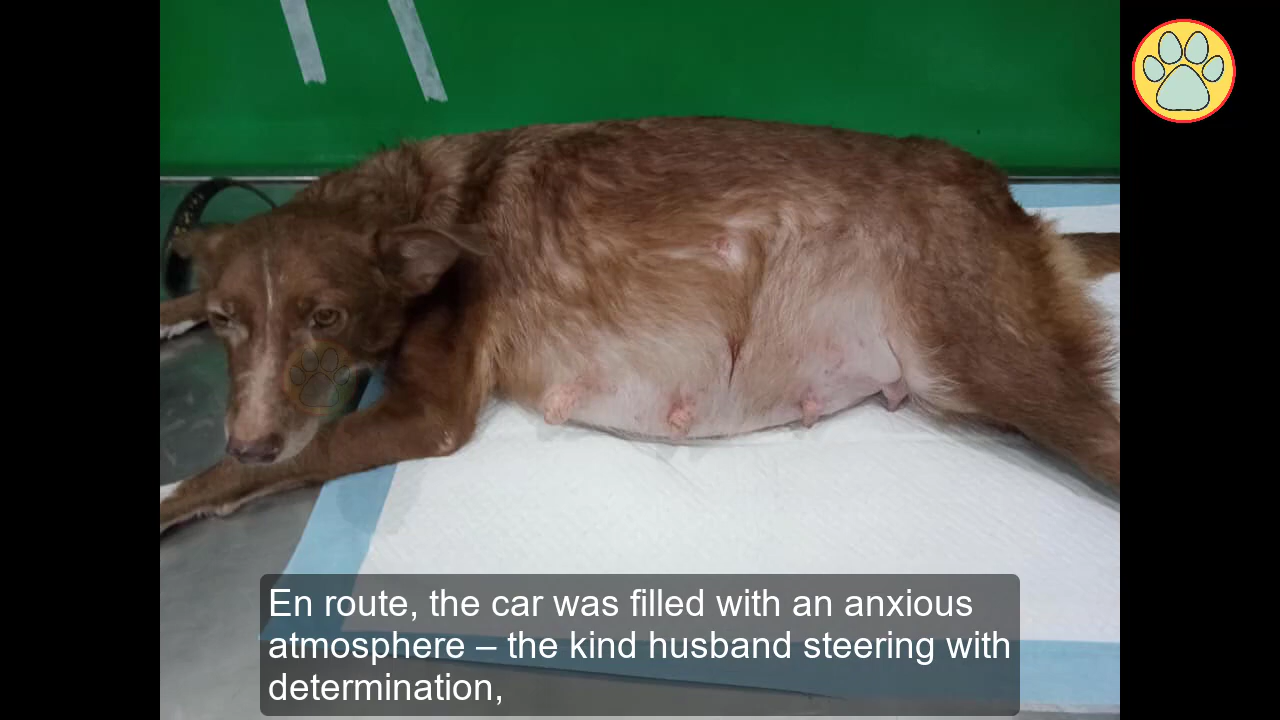 En route, the car was filled with an anxious
atmosphere – the kind husband steering with
determination,